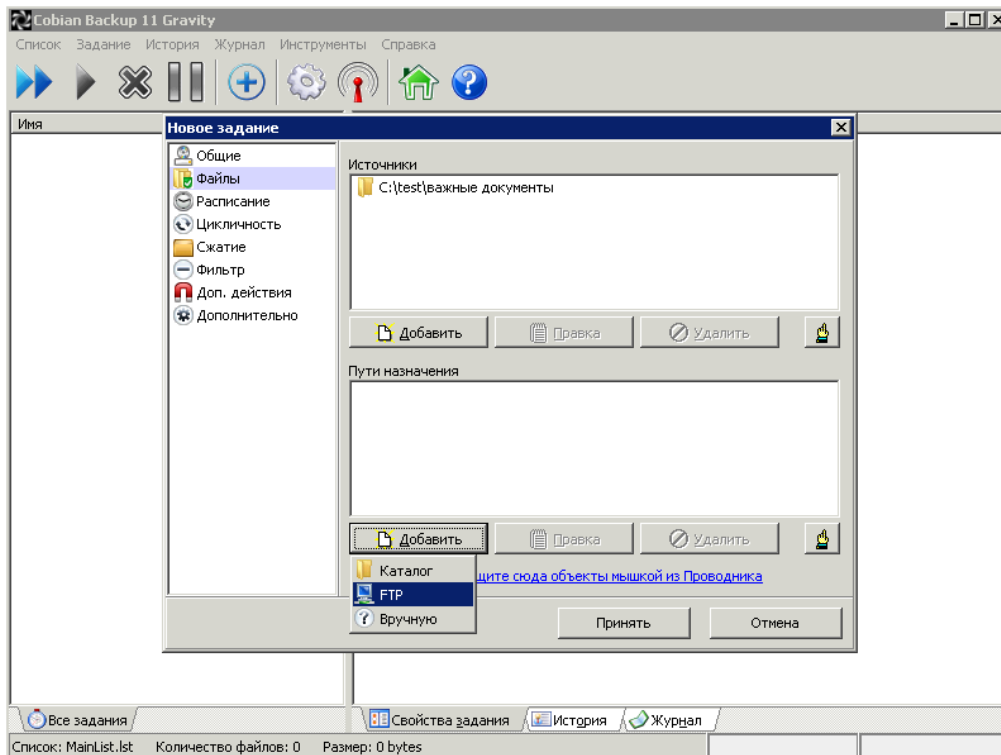 Cobian Backup 11 Gravity
Список Задание История Журнал Инструменты Справка
Имя
Новое задание
Общие
Файлы
Расписание
Цикличность
Сжатие
Фильтр
Доп. действия
Дополнительно
Источники
C:\test\важные документы
Добавить Правка Удалить
Пути назначения
Добавить Правка Удалить
Каталог
FTP
Вручную
щите сюда объекты мышкой из Проводника
Принять Отмена
Все задания
Свойства задания История Журнал
Список: MainList.lst Количество файлов: 0 Размер: 0 bytes